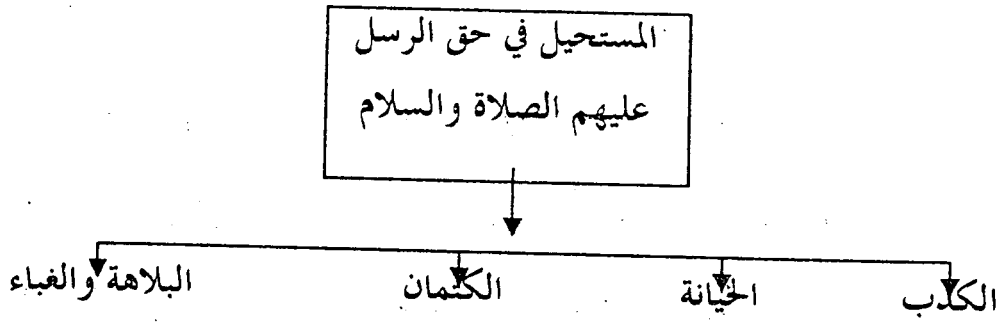 المستحيل في حق الرسل
عليهم الصلاة والسلام
الكذب الخيانة الكتمان البلاهة والغباء